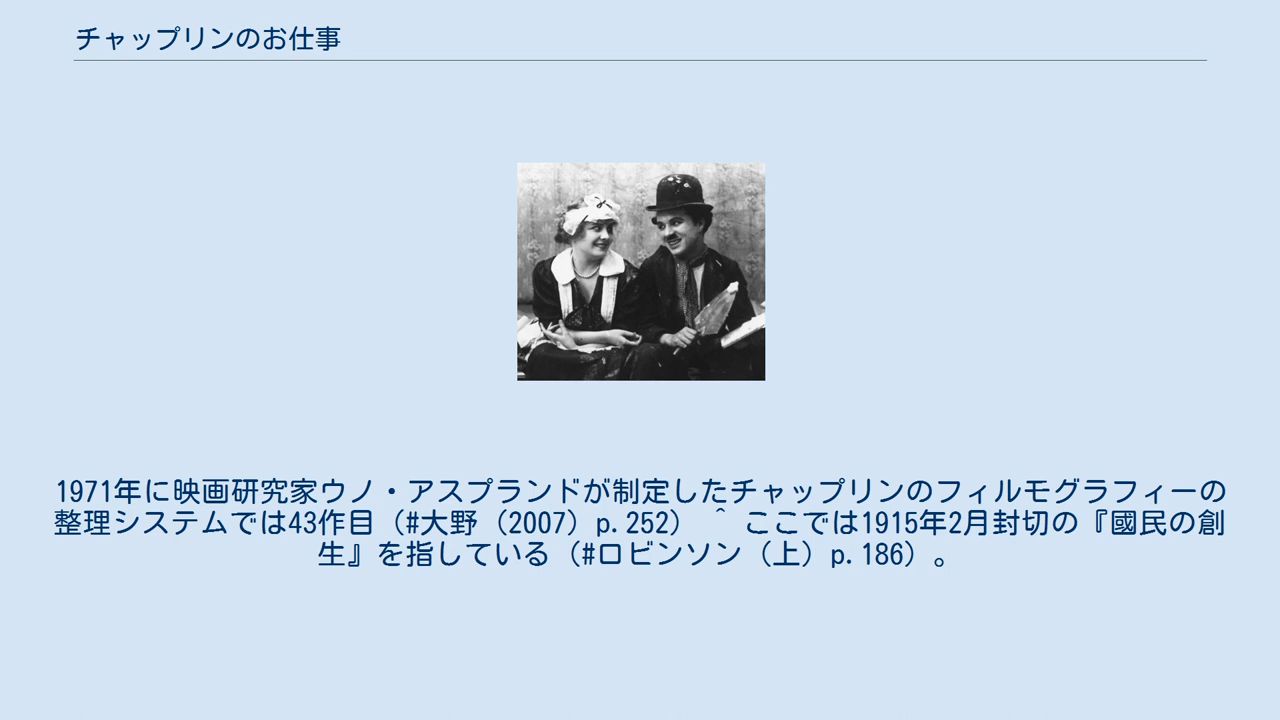 チャップリンのお仕事
1971年に映画研究家ウノ・アスプランドが制定したチャップリンのフィルモグラフィーの
整理システムでは43作目（#大野（2007）p.252） ^ ここでは1915年2月封切の『國民の創
生』を指している（#ロビンソン（上）p.186）。